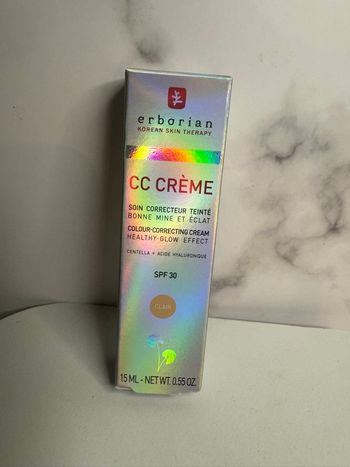 erborian
KOREAN SKIN THERAPY
CC CRÈME
SOIN CORRECTEUR TEINTÉ
BONNE MINE ET ÉCLAT
COLOUR-CORRECTING CREAM
HEALTHY-GLOW EFFECT
CENTELLA + ACIDE HYALURONIQUE
SPF 30
CLAIR
15 ML - NET WT. 0.55 OZ.